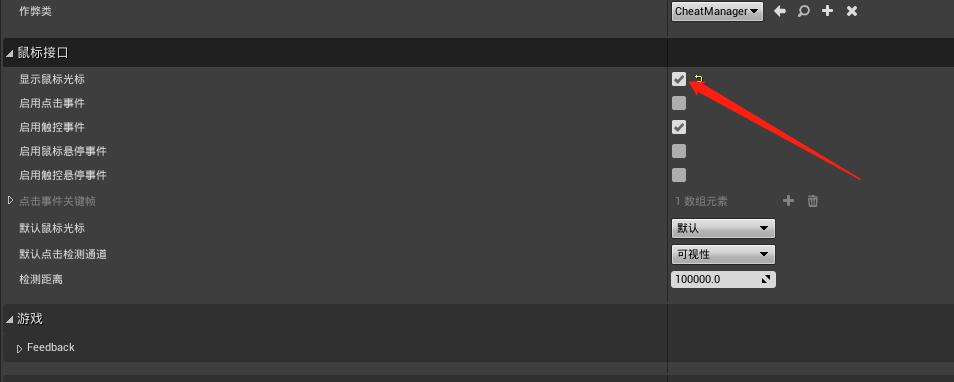 作弊类 CheatManager
鼠标接口
显示鼠标光标
启用点击事件
启用触控事件
启用鼠标悬停事件
启用触控悬停事件
点击事件关键帧 1 数组元素
默认鼠标光标 默认
默认点击检测通道 可视性
检测距离 100000.0
游戏
Feedback